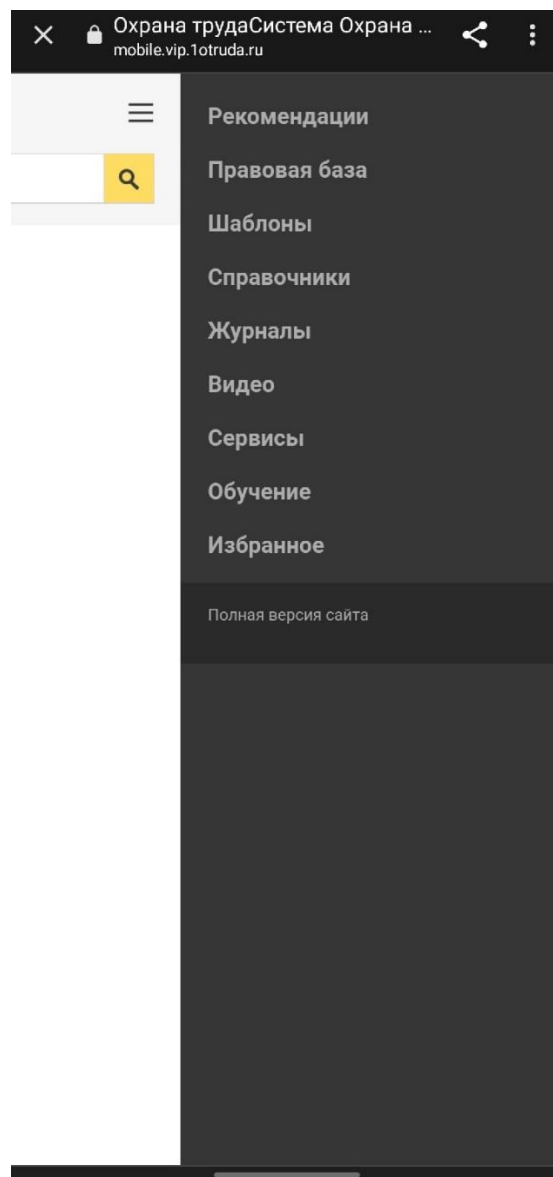 Охрана трудаСистема Охрана ...
mobile.vip.1otruda.ru
Рекомендации
Правовая база
Шаблоны
Справочники
Журналы
Видео
Сервисы
Обучение
Избранное
Полная версия сайта